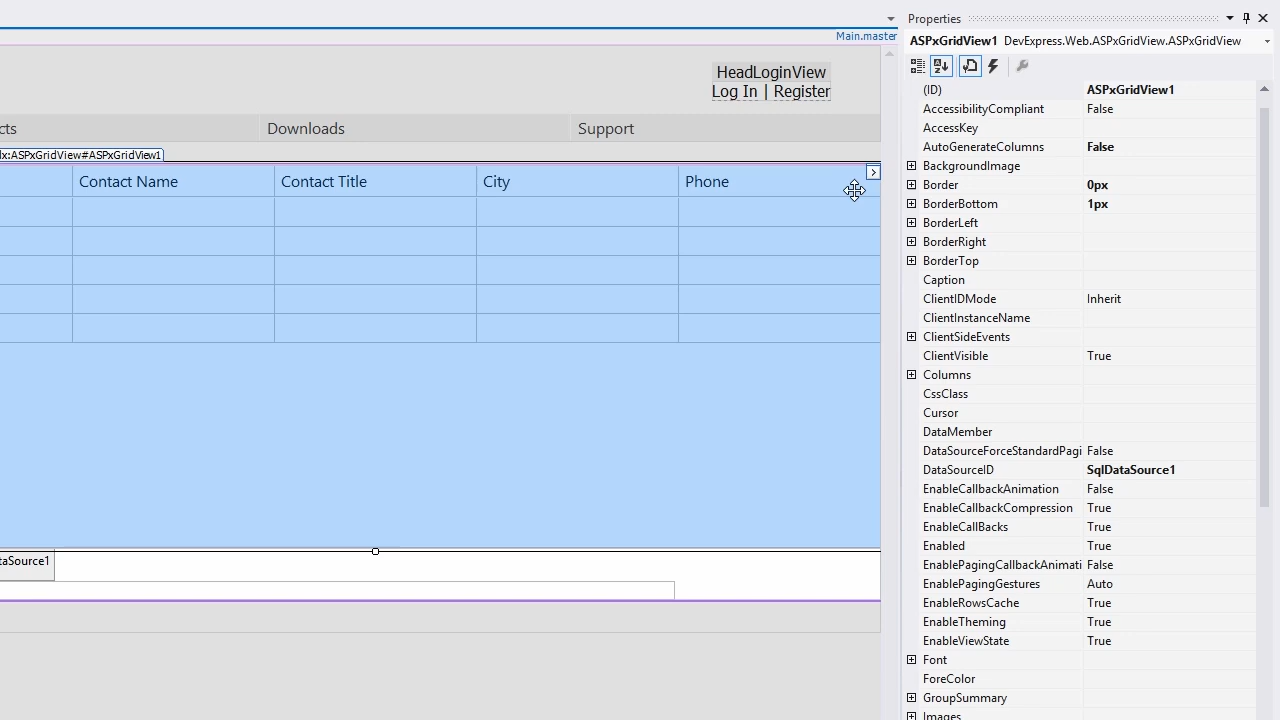 Properties
Main.master
ASPxGridView1 DevExpress.Web.ASPxGridView.ASPxGridView
HeadLoginView
Log In | Register
cts
Downloads
Support
lx:ASPxGridView#ASPxGridView1
Contact Name
Contact Title
City
Phone
taSource1
(ID) ASPxGridView1
AccessibilityCompliant False
AccessKey
AutoGenerateColumns False
BackgroundImage
Border 0px
BorderBottom 1px
BorderLeft
BorderRight
BorderTop
Caption
ClientIDMode Inherit
ClientInstanceName
ClientSideEvents
ClientVisible True
Columns
CssClass
Cursor
DataMember
DataSourceForceStandardPagi False
DataSourceID SqlDataSource1
EnableCallbackAnimation False
EnableCallbackCompression True
EnableCallBacks True
Enabled True
EnablePagingCallbackAnimati False
EnablePagingGestures Auto
EnableRowsCache True
EnableTheming True
EnableViewState True
Font
ForeColor
GroupSummary
Images